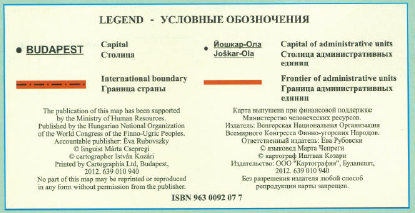 LEGEND - УСЛОВНЫЕ ОБОЗНАЧЕНИЯ
BUDAPEST
Capital
Столица
Йошкар-Ола
Joškar-Ola
Capital of administrative units
Столица административных
единиц
International boundary
Граница страны
Frontier of administrative units
Граница административных
единиц
The publication of this map has been supported
by the Ministry of Human Resources.
Published by the Hungarian National Organization
of the World Congress of the Finno-Ugric Peoples.
Accountable publisher: Éva Rubovszky
© linguist Márta Csepregi
© cartographer István Kozári
Printed by Cartographia Ltd, Budapest,
2012. 639 010 940
No part of this map may be reprinted or reproduced
in any form without permission from the publisher.
Карта выпушена при финансовой поддержке
Министерство человеческих ресурсов.
Издатель: Венгерская Национальная Организация
Всемирного Конгресса Финно-угорских Народов.
Ответственный издатель: Ева Рубовски
© языковед Марта Чепреги
© картограф Иштван Козари
Издательство: ООО "Картография", Будапешт,
2012. 639 010 940
Без разрешения издателя любой способ
репродукции карты запрещен.
ISBN 963 0092 07 7